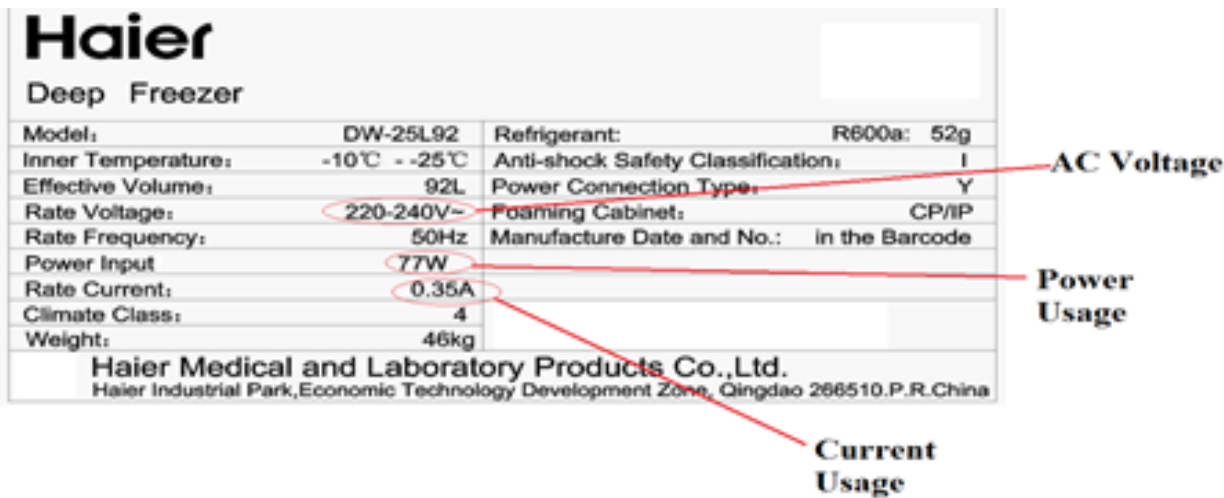 Haier
Deep Freezer
Model: DW-25L92 Refrigerant: R600a: 52g
Inner Temperature: -10℃ - -25℃ Anti-shock Safety Classification: I
Effective Volume: 92L Power Connection Type: Y
Rate Voltage: 220-240V~ Foaming Cabinet: CP/IP
Rate Frequency: 50Hz Manufacture Date and No.: in the Barcode
Power Input 77W
Rate Current: 0.35A
Climate Class: 4
Weight: 46kg
Haier Medical and Laboratory Products Co.,Ltd.
Haier Industrial Park,Economic Technology Development Zone, Qingdao 266510.P.R.China
AC Voltage
Power
Usage
Current
Usage